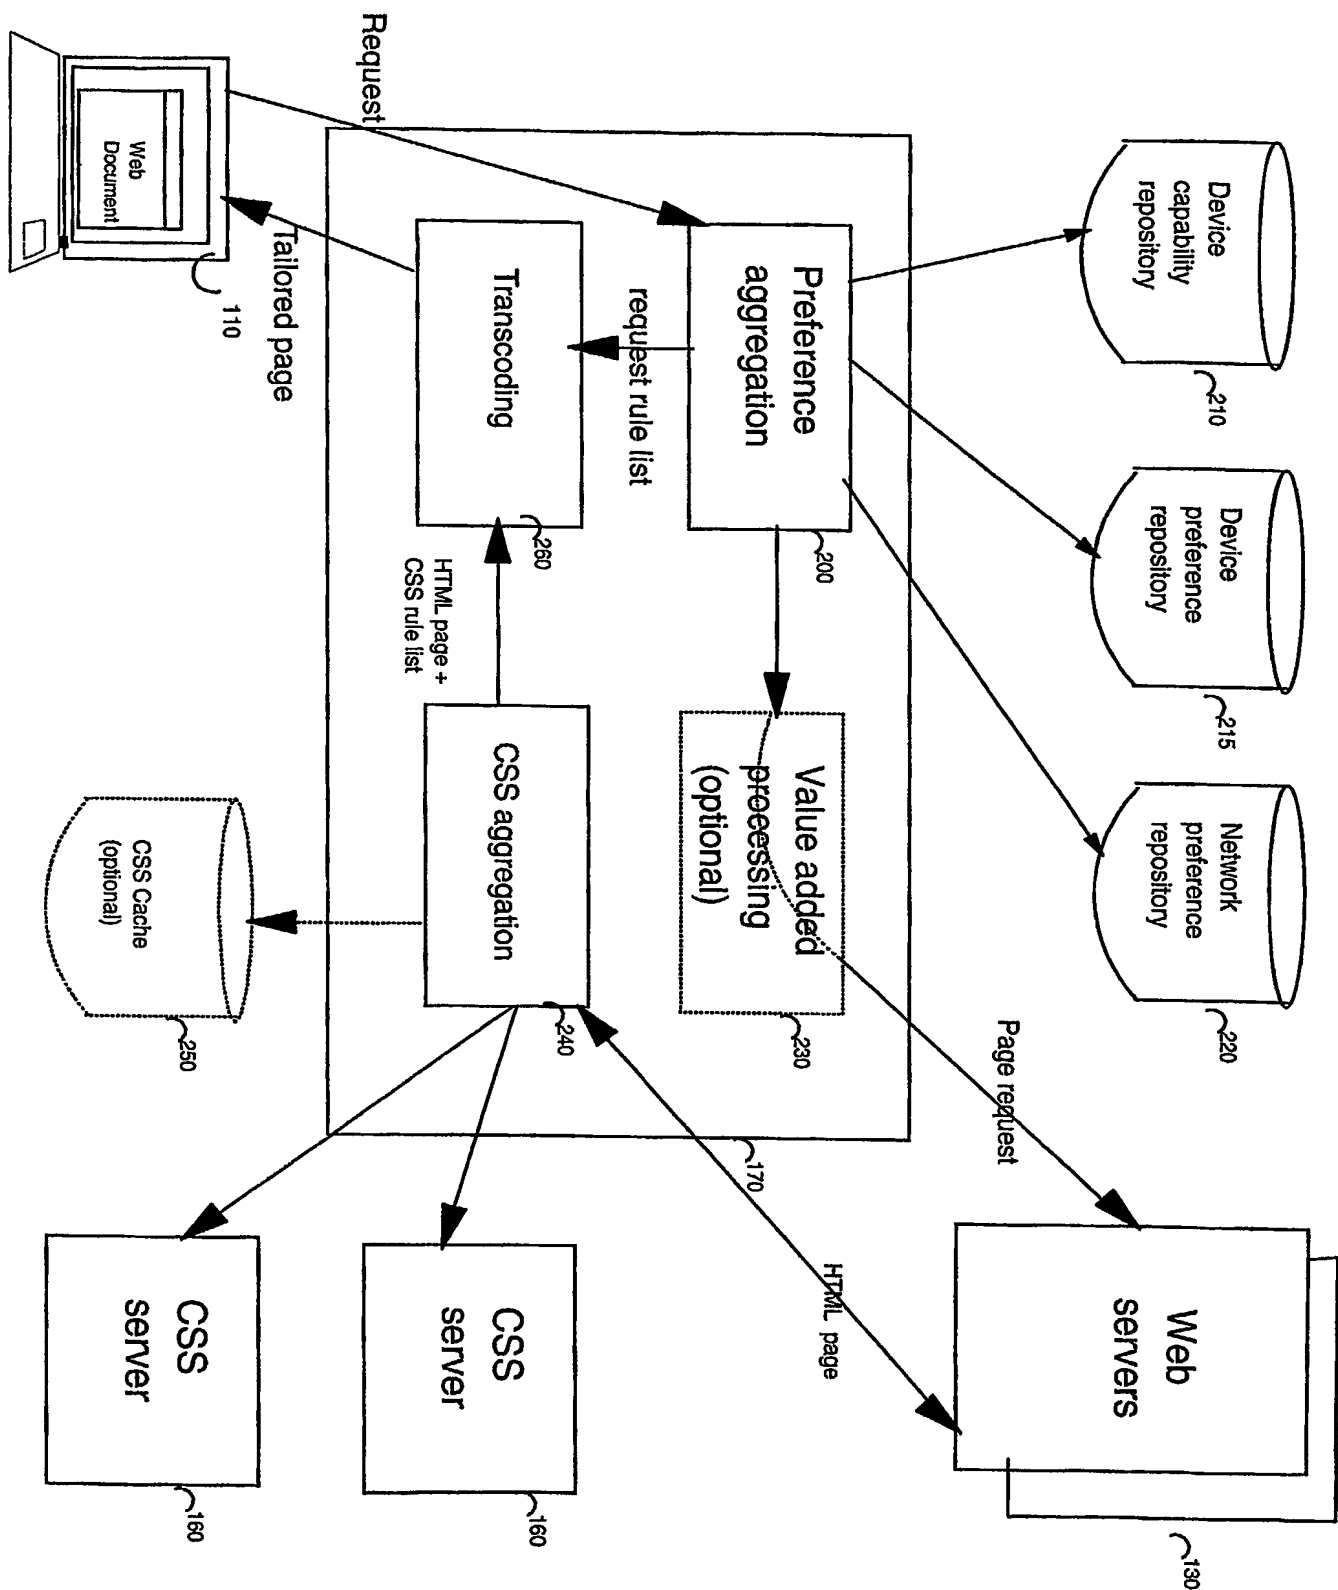 Device
capability
repository
210
Device
preference
repository
215
Network
preference
repository
220
Web
servers
130
Request
Preference
aggregation
200
Value added
processing
(optional)
230
Page request
request rule list
170
HTML page
Transcoding
260
HTML page +
CSS rule list
CSS aggregation
240
CSS
server
160
Tailored page
Web
Document
110
CSS Cache
(optional)
250
CSS
server
160